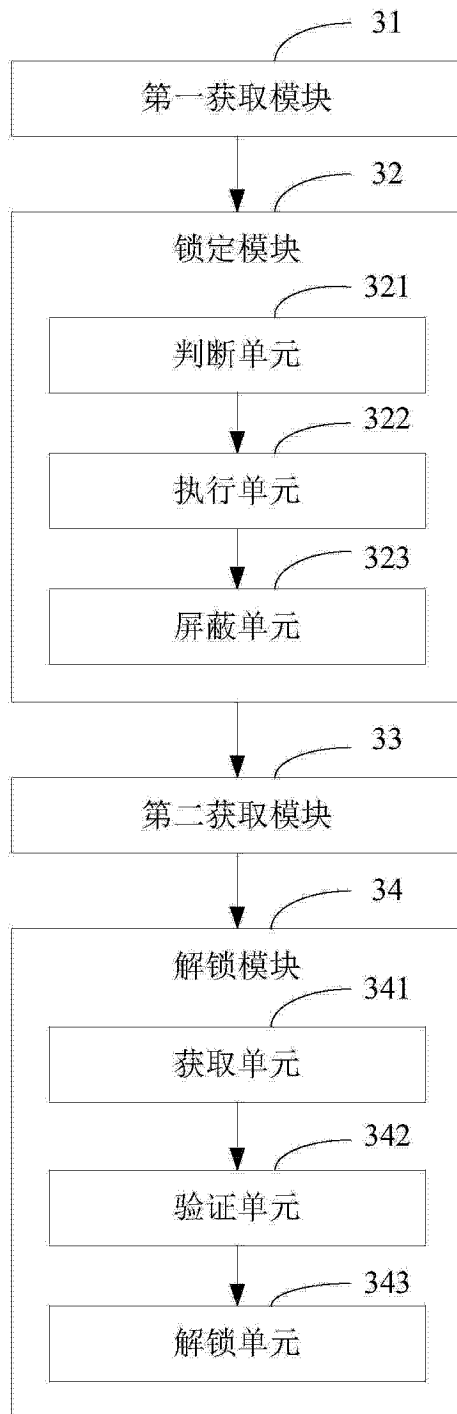 31
第一获取模块
32
锁定模块
321
判断单元
322
执行单元
323
屏蔽单元
33
第二获取模块
34
解锁模块
341
获取单元
342
验证单元
343
解锁单元